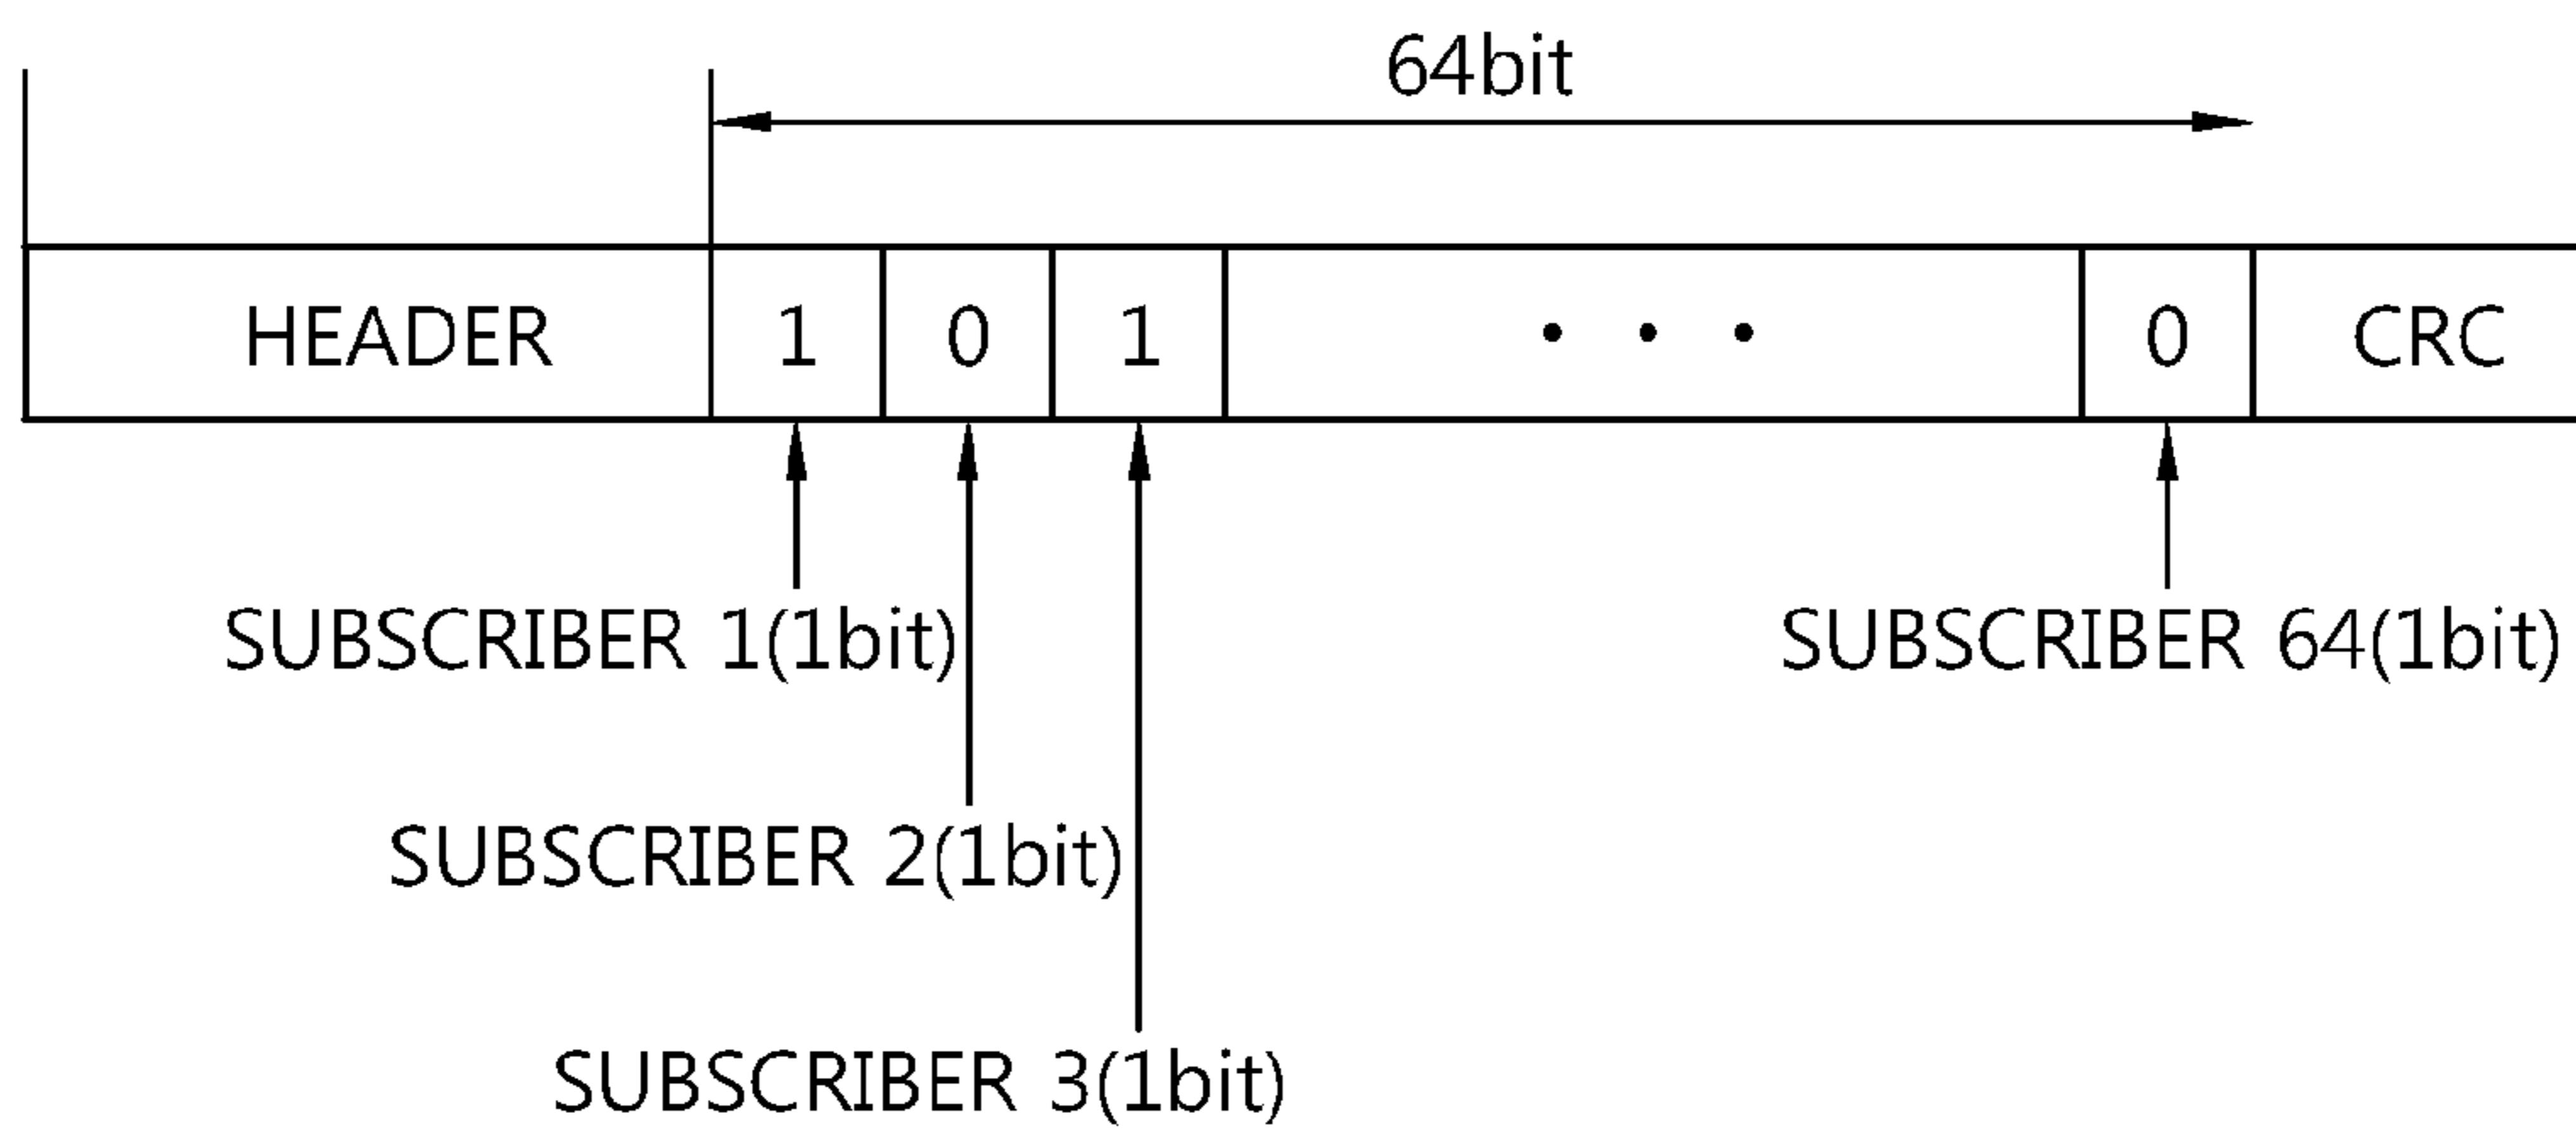 64bit
HEADER 1 0 1 • • • 0 CRC
SUBSCRIBER 1(1bit) SUBSCRIBER 64(1bit)
SUBSCRIBER 2(1bit)
SUBSCRIBER 3(1bit)